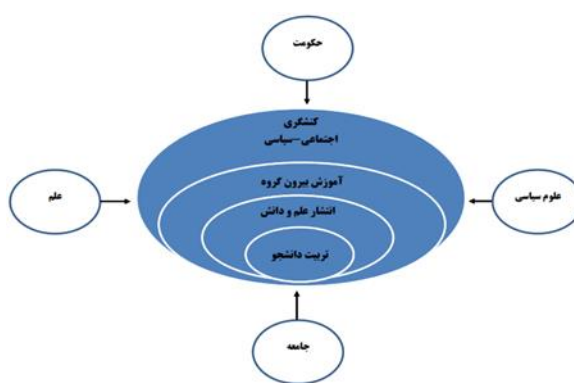 حکومت
کنشگری
اجتماعی-سیاسی
آموزش بیرون گروه
علوم سیاسی
علم
انتشار علم و دانش
تربیت دانشجو
جامعه